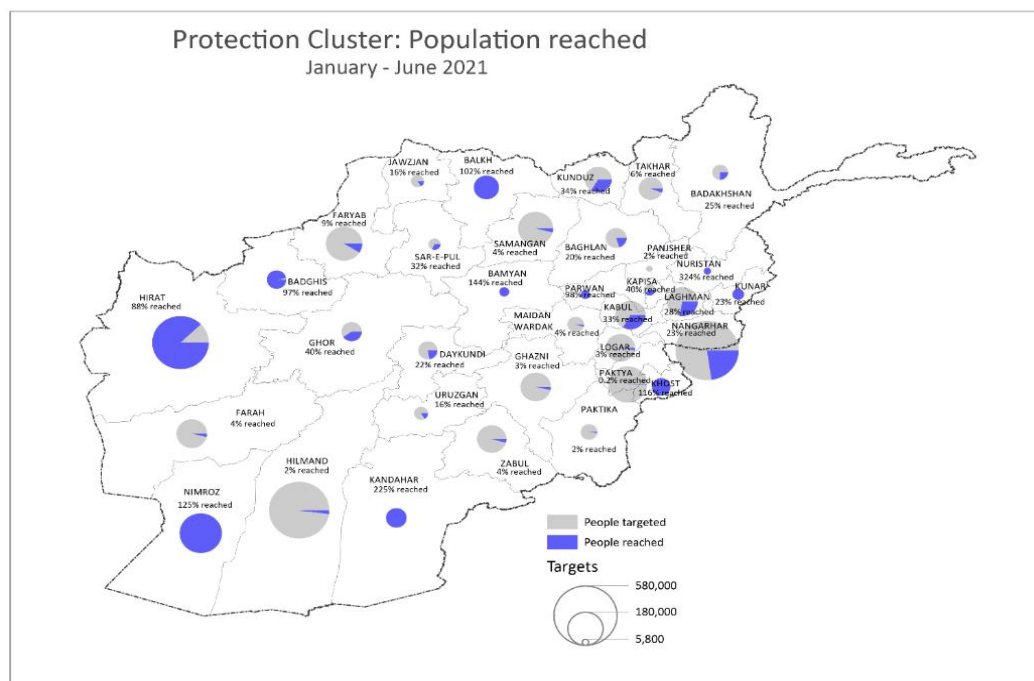 Protection Cluster: Population reached
January - June 2021
JAWZJAN
16% reached
BALKH
102% reached
KUNDUZ
34% reached
TAKHAR
6% reached
BADAKHSHAN
25% reached
FARYAB
9% reached
SAR-E-PUL
32% reached
SAMANGAN
4% reached
BAGHLAN
20% reached
PANJSHER
2% reached
NURISTAN
324% reached
BADGHIS
97% reached
BAMYAN
144% reached
PARWAN
98% reached
KAPISA
40% reached
KUNAR
23% reached
HIRAT
88% reached
LAGHMAN
28% reached
KABUL
33% reached
MAIDAN
WARDAK
4% reached
NANGARHAR
23% reached
GHOR
40% reached
DAYKUNDI
22% reached
GHAZNI
3% reached
LOGAR
3% reached
PAKTYA
0.2% reached
KHOST
116% reached
URUZGAN
16% reached
PAKTIKA
2% reached
FARAH
4% reached
HILMAND
2% reached
ZABUL
4% reached
KANDAHAR
225% reached
NIMROZ
125% reached
People targeted
People reached
Targets
580,000
180,000
5,800